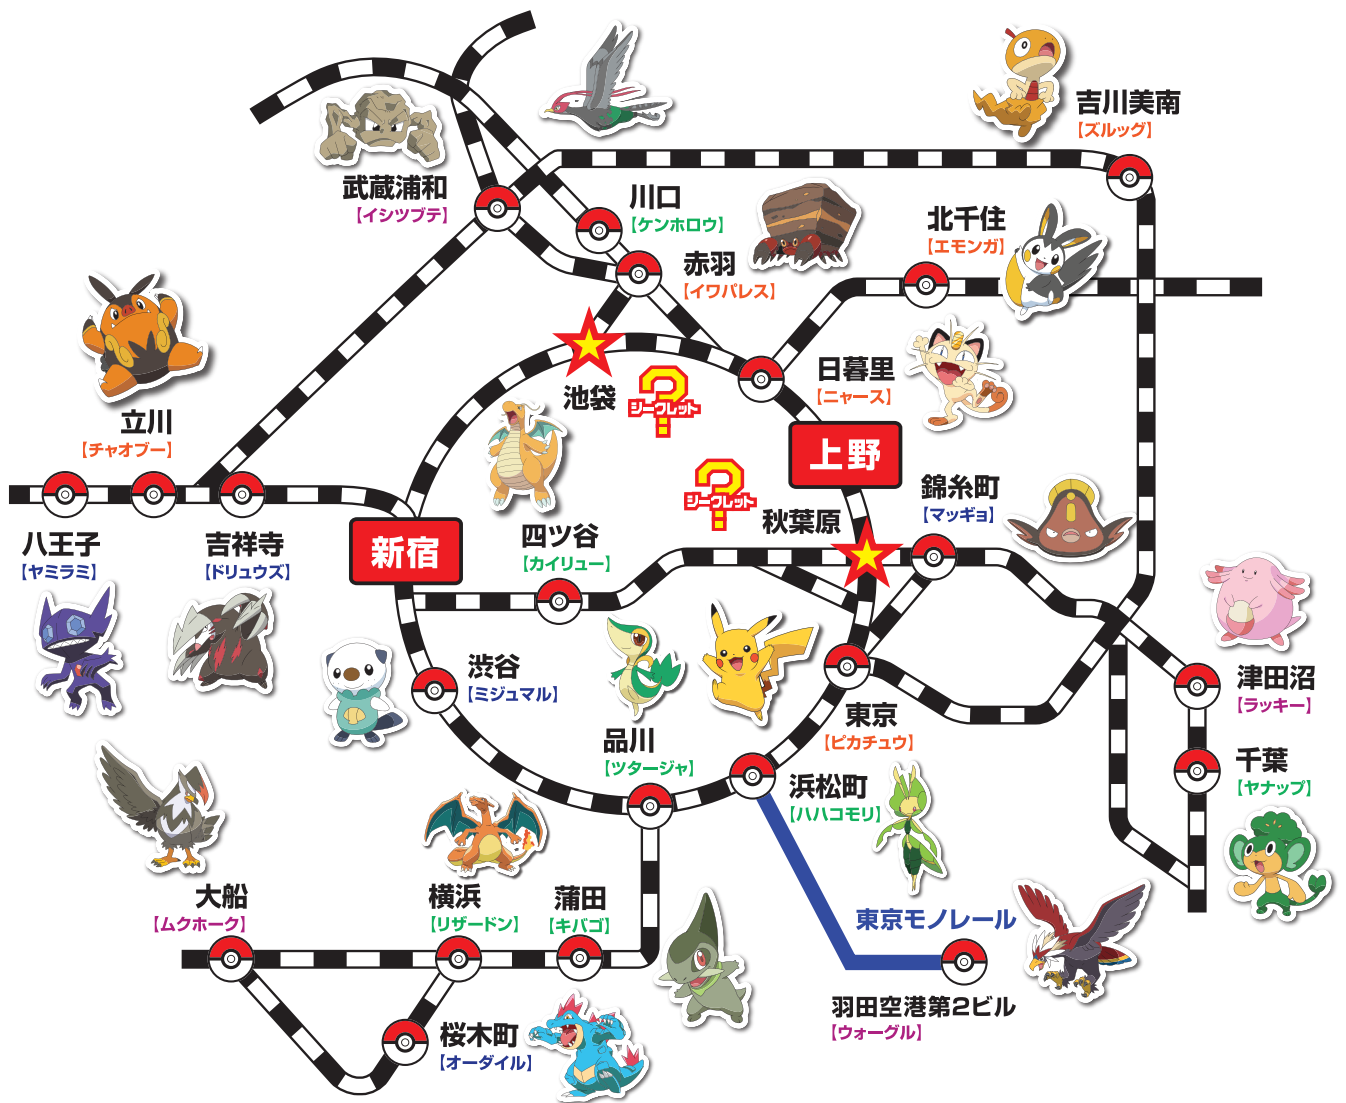 吉川美南
【ズルッグ】
武蔵浦和
【イシツブテ】
川口
【ケンホロウ】
北千住
【エモンガ】
赤羽
【イワパレス】
池袋
シークレット
日暮里
【ニャース】
立川
【チャオブー】
上野
シークレット
秋葉原
錦糸町
【マッギョ】
八王子
【ヤミラミ】
吉祥寺
【ドリュウズ】
新宿
四ツ谷
【カイリュー】
渋谷
【ミジュマル】
津田沼
【ラッキー】
品川
【ツタージャ】
東京
【ピカチュウ】
浜松町
【ハハコモリ】
千葉
【ヤナップ】
大船
【ムクホーク】
横浜
【リザードン】
蒲田
【キバゴ】
東京モノレール
羽田空港第2ビル
【ウォーグル】
桜木町
【オーダイル】